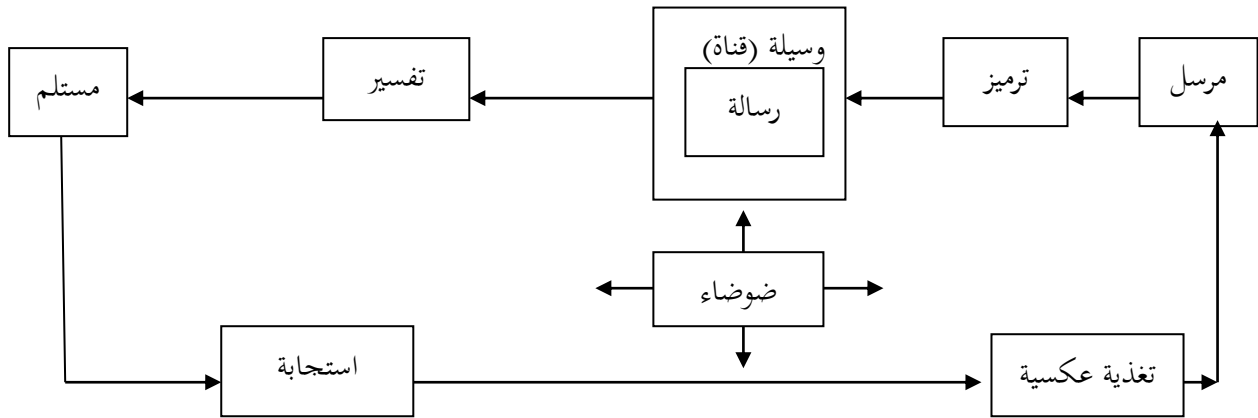 مرسل
ترميز
وسيلة (قناة)
رسالة
تفسير
مستلم
ضوضاء
استجابة
تغذية عكسية